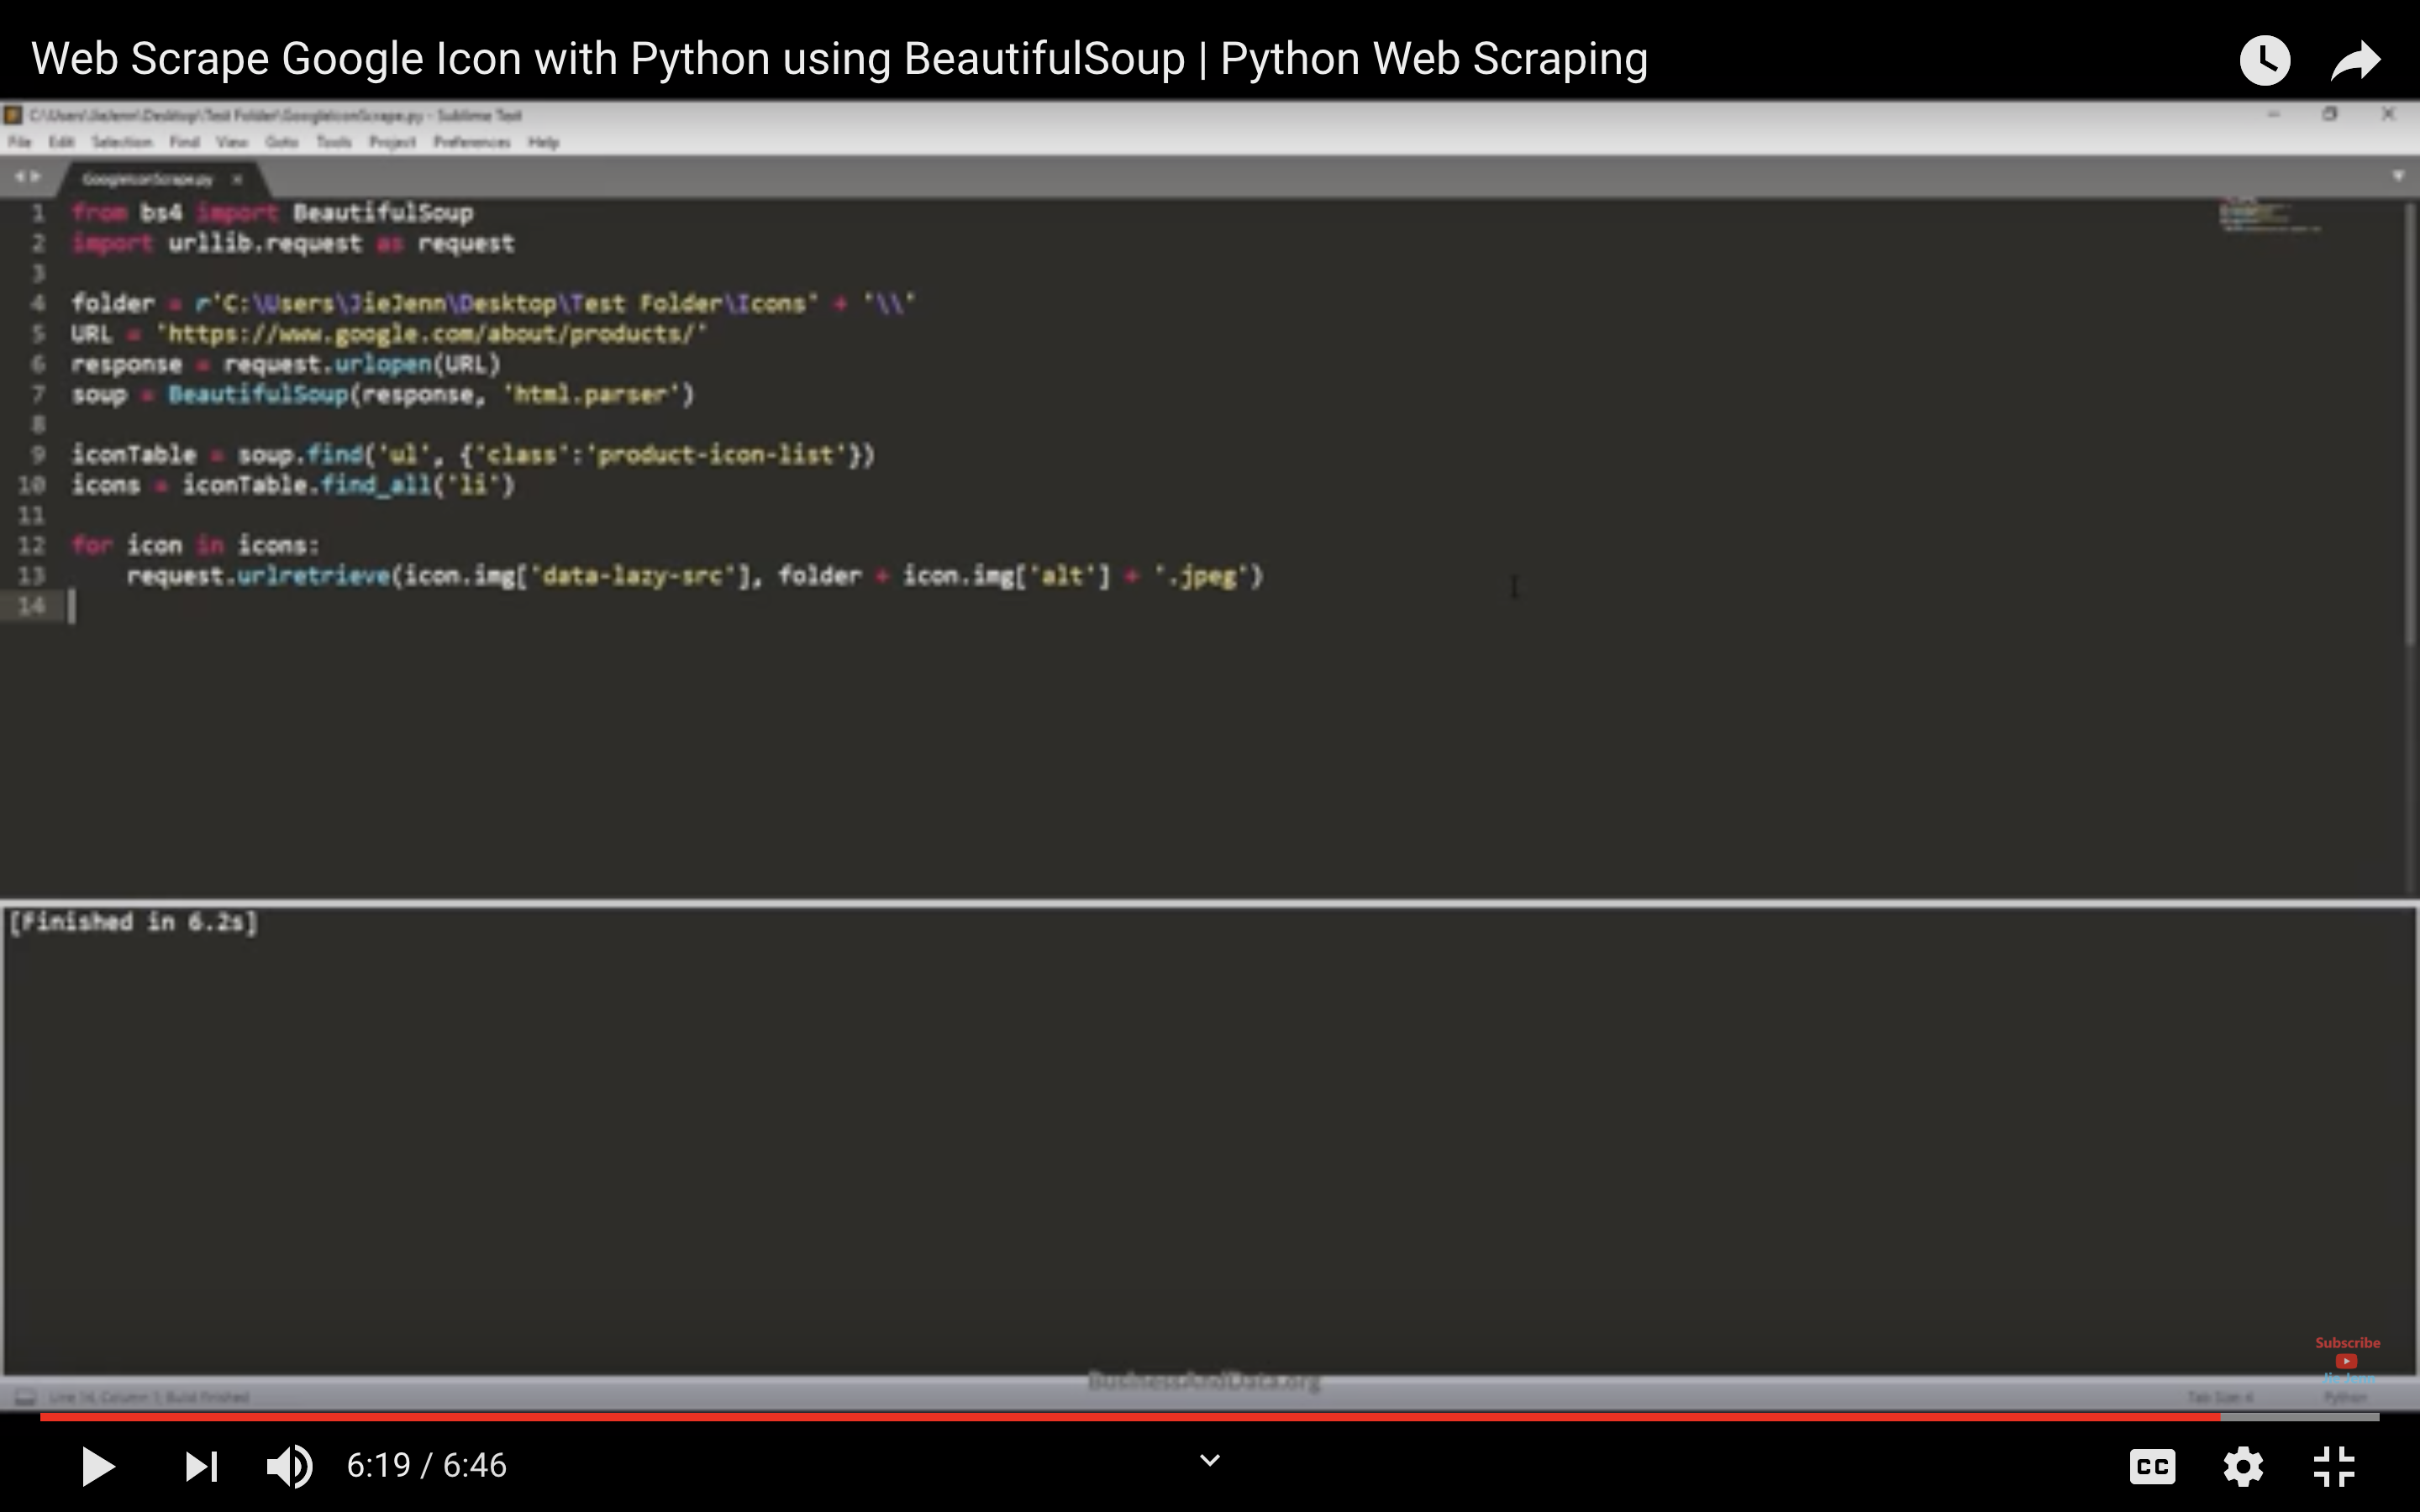 Web Scrape Google Icon with Python using BeautifulSoup | Python Web Scraping
C:\Users\JieJenn\Desktop\Test Folder\GoogleIconScrape.py - Sublime Text
File Edit Selection Find View Goto Tools Project Preferences Help
GoogleIconScrape.py
1 from bs4 import BeautifulSoup
2 import urllib.request as request
3
4 folder = r'C:\Users\JieJenn\Desktop\Test Folder\Icons' + '\\'
5 URL = 'https://www.google.com/about/products/'
6 response = request.urlopen(URL)
7 soup = BeautifulSoup(response, 'html.parser')
8
9 iconTable = soup.find('ul', {'class':'product-icon-list'})
10 icons = iconTable.find_all('li')
11
12 for icon in icons:
13     request.urlretrieve(icon.img['data-lazy-src'], folder + icon.img['alt'] + '.jpeg')
14
[Finished in 6.2s]
Subscribe
Jie Jenn
BusinessAndData.org
Line 14, Column 1; Build finished
Tab Size: 4 Python
6:19 / 6:46
CC